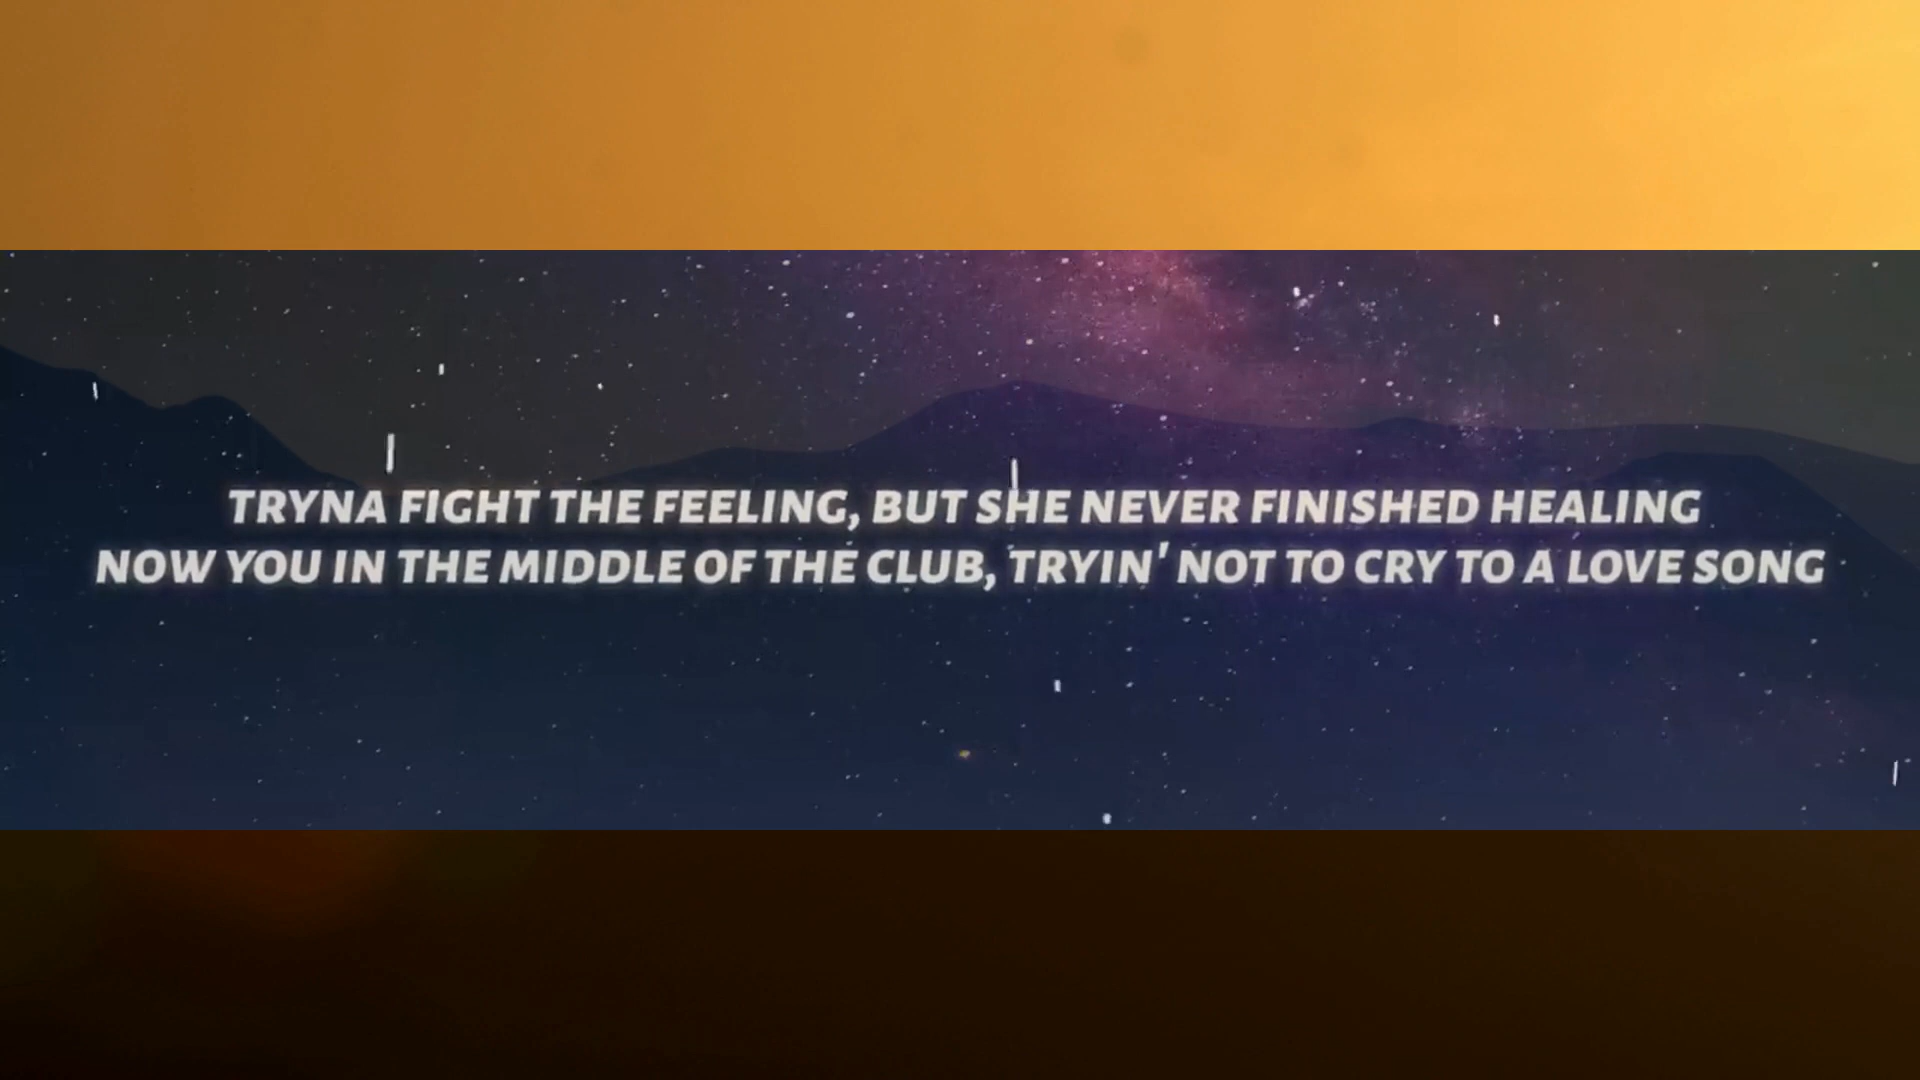 TRYNA FIGHT THE FEELING, BUT SHE NEVER FINISHED HEALING
NOW YOU IN THE MIDDLE OF THE CLUB, TRYIN' NOT TO CRY TO A LOVE SONG